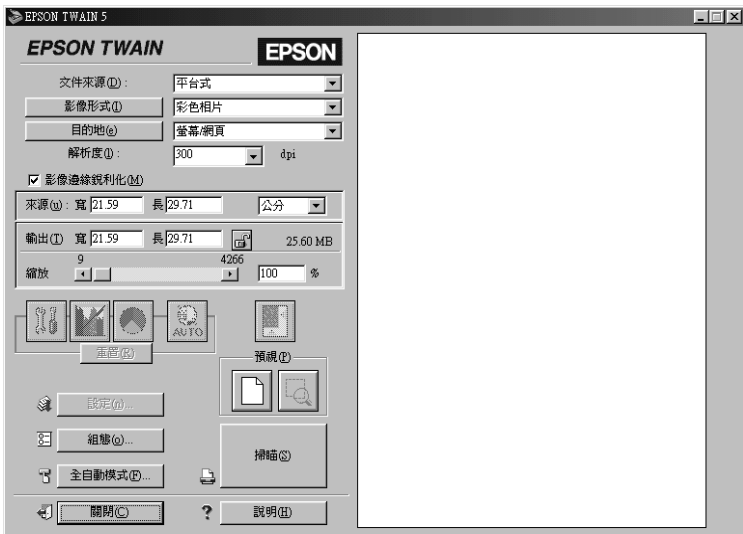 EPSON TWAIN 5
EPSON TWAIN EPSON
文件來源(D): 平台式
影像形式(I) 彩色相片
目的地(e) 螢幕/網頁
解析度(I): 300 dpi
影像邊緣銳利化(M)
來源(u): 寬 21.59 長 29.71 公分
輸出(T) 寬 21.59 長 29.71 25.60 MB
9 4266
縮放 100 %
AUTO
重置(R)
預視(P)
設定(n)...
組態(o)...
掃瞄(S)
全自動模式(F)...
關閉(C) ? 說明(H)